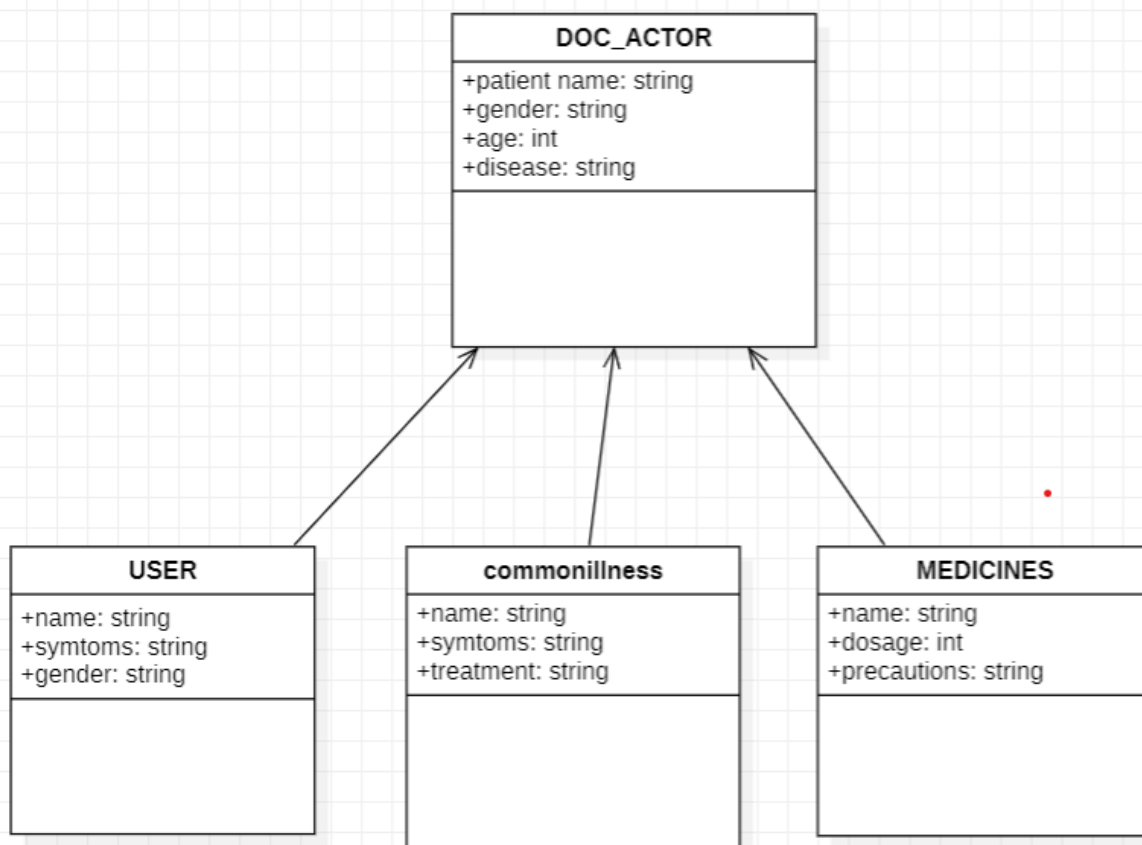 DOC_ACTOR
+patient name: string
+gender: string
+age: int
+disease: string
USER
+name: string
+symtoms: string
+gender: string
commonillness
+name: string
+symtoms: string
+treatment: string
MEDICINES
+name: string
+dosage: int
+precautions: string